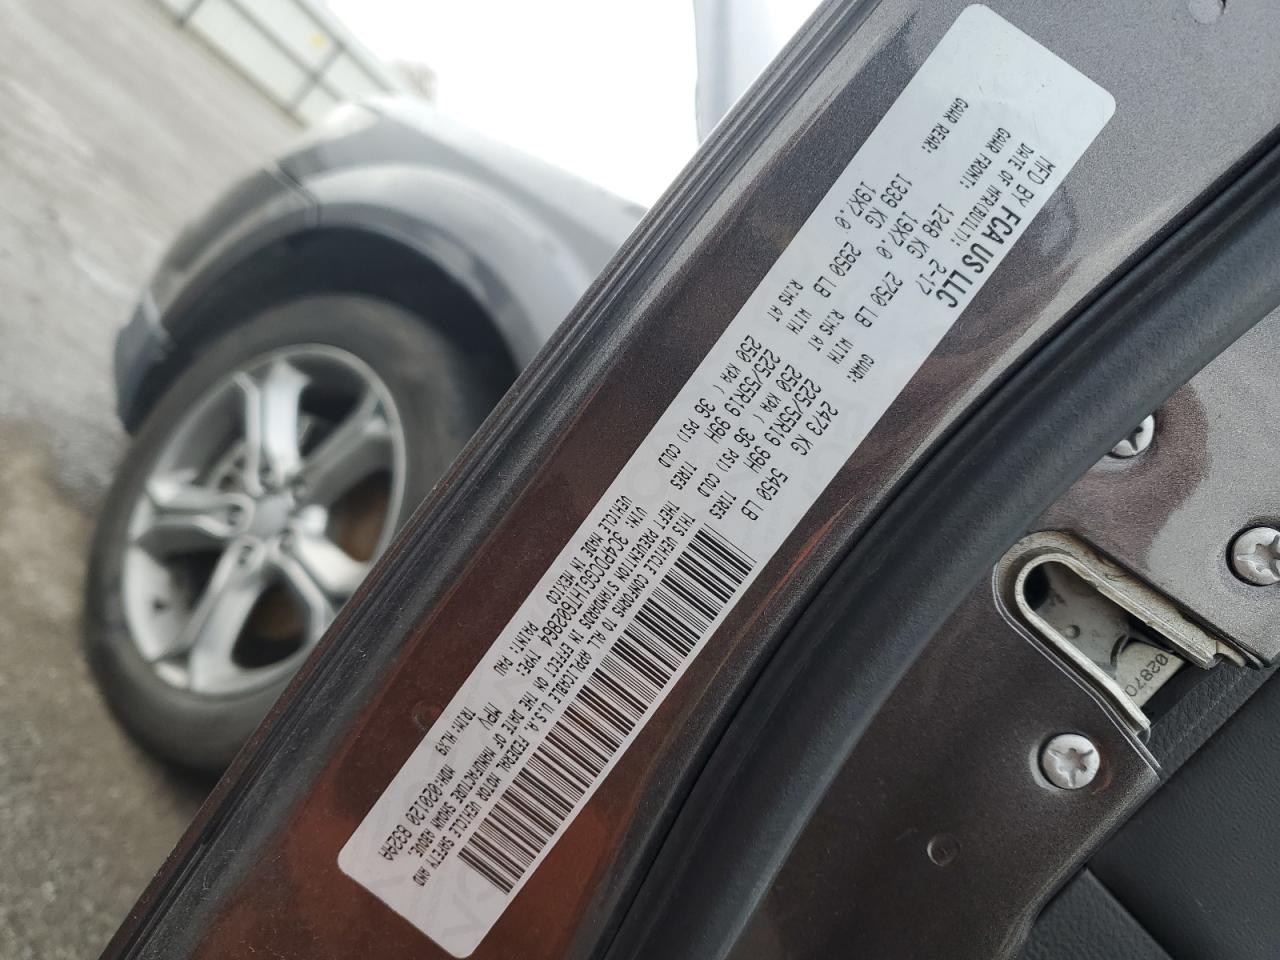 MFD BY FCA US LLC
DATE OF MFR(BUILT): 2-17 GVWR: 2473 KG 5450 LB
GAWR FRONT: 1248 KG 2750 LB WITH 225/55R19 99H TIRES
19X7.0 RIMS AT 250 KPA ( 36 PSI) COLD
GAWR REAR: 1339 KG 2950 LB WITH 225/55R19 99H TIRES
19X7.0 RIMS AT 250 KPA ( 36 PSI) COLD
THIS VEHICLE CONFORMS TO ALL APPLICABLE U.S.A. FEDERAL MOTOR VEHICLE SAFETY AND
THEFT PREVENTION STANDARDS IN EFFECT ON THE DATE OF MANUFACTURE SHOWN ABOVE.
VIN: 3C4PDCGG1HT602864 TYPE: MPV MDH:020120 832AA
VEHICLE MADE IN MEXICO PAINT: PAU TRIM: HLX9
02870